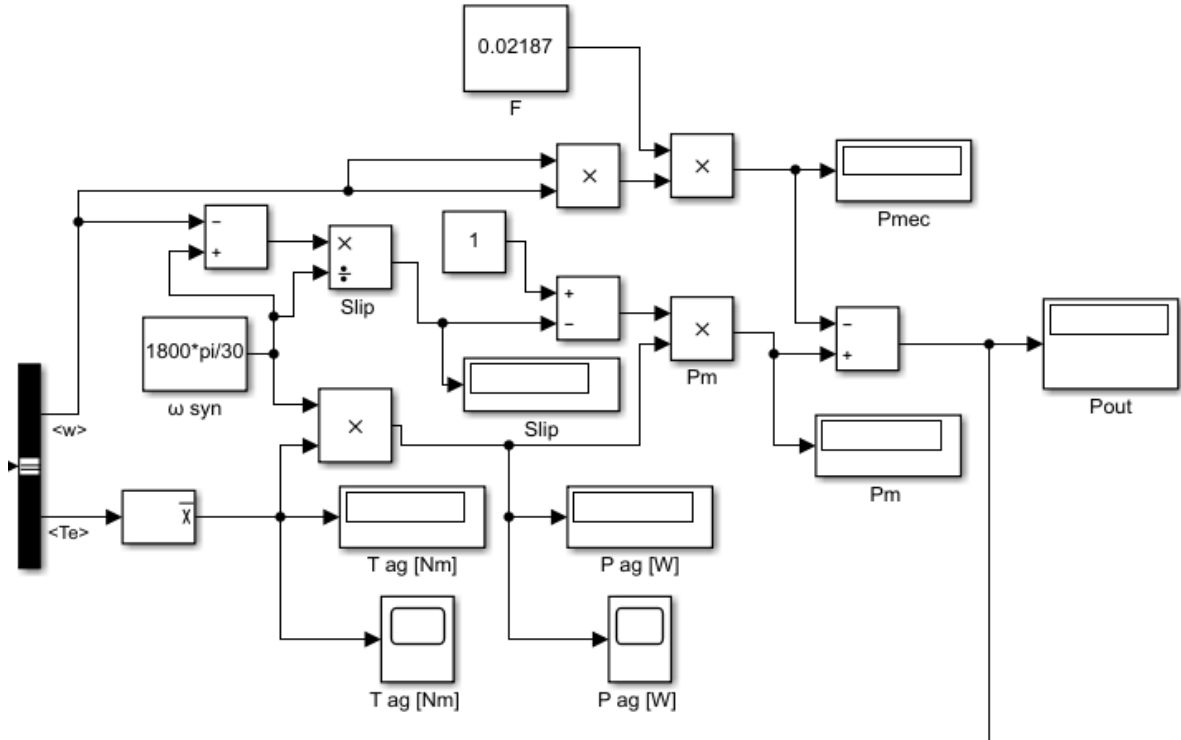 0.02187
F
×
×
Pmec
−
+
×
÷
Slip
1
+
−
×
Pm
−
+
Pout
1800*pi/30
ω syn
Slip
×
Pm
<w>
<Te>
x̅
T ag [Nm]
P ag [W]
T ag [Nm]
P ag [W]